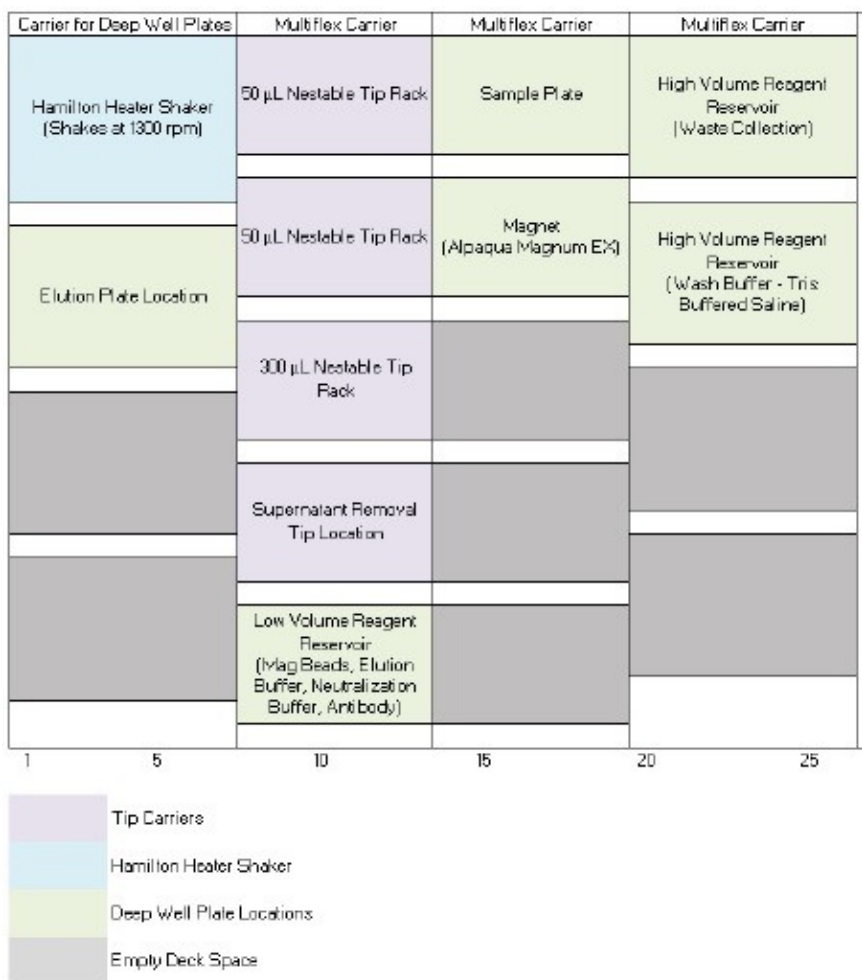 Carrier for Deep Well Plates
Multiflex Carrier
Multiflex Carrier
Multiflex Carrier
Hamilton Heater Shaker
(Shakes at 1300 rpm)
50 µL Nestable Tip Rack
Sample Plate
High Volume Reagent
Reservoir
(Waste Collection)
Elution Plate Location
50 µL Nestable Tip Rack
Magnet
(Alpaqua Magnum EX)
High Volume Reagent
Reservoir
(Wash Buffer - Tris
Buffered Saline)
300 µL Nestable Tip
Rack
Supernatant Removal
Tip Location
Low Volume Reagent
Reservoir
(Mag Beads, Elution
Buffer, Neutralization
Buffer, Antibody)
1 5 10 15 20 25
Tip Carriers
Hamilton Heater Shaker
Deep Well Plate Locations
Empty Deck Space